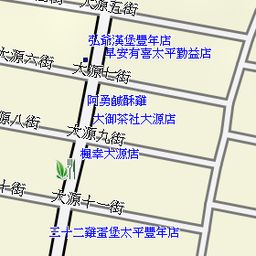 大源五街
弘爺漢堡豐年店
早安有喜太平勤益店
大源六街
大源七街
阿勇鹹酥雞
大御茶社大源店
源八街
大源九街
楓幸大源店
十街
大源十一街
三十二雞蛋堡太平豐年店